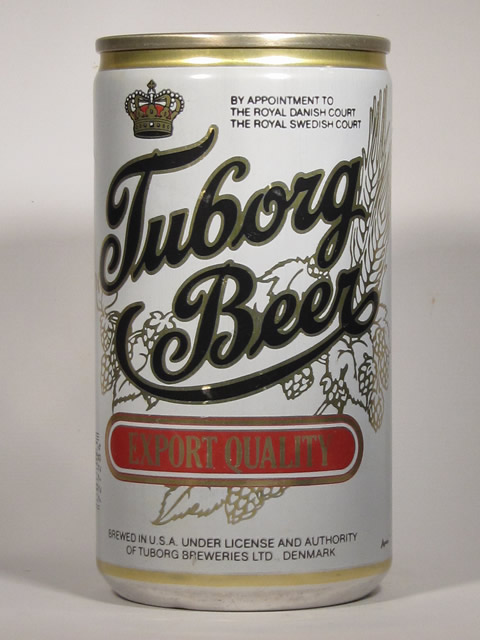 BY APPOINTMENT TO
THE ROYAL DANISH COURT
THE ROYAL SWEDISH COURT
Tuborg
Beer
EXPORT QUALITY
BREWED IN U.S.A. UNDER LICENSE AND AUTHORITY
OF TUBORG BREWERIES LTD. DENMARK